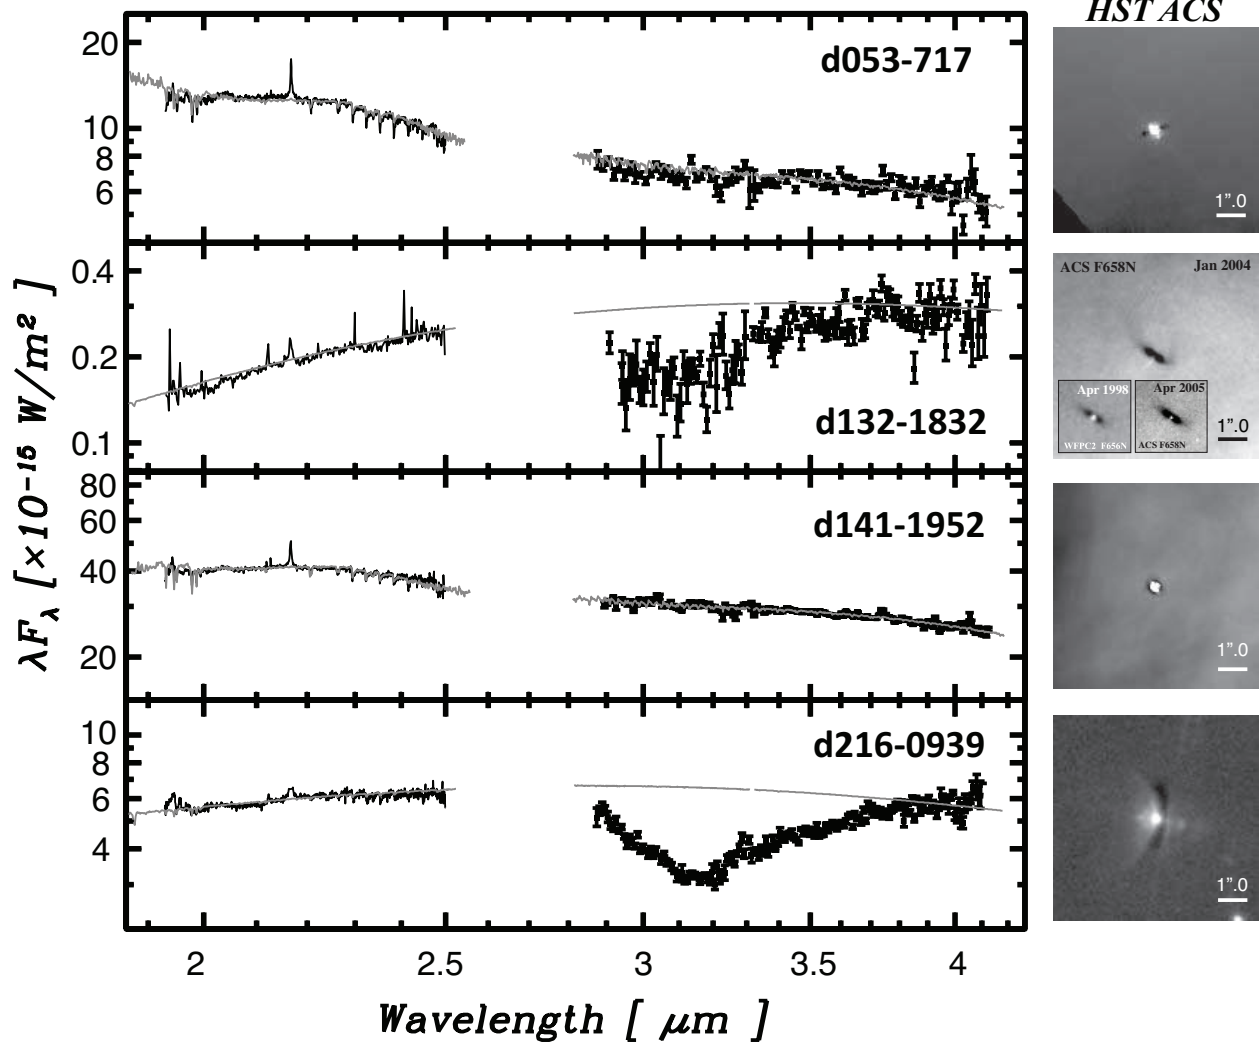 HST ACS
20
10
8
6
d053-717
1".0
0.4
0.2
0.1
d132-1832
ACS F658N Jan 2004
Apr 1998
WFPC2 F656N
Apr 2005
ACS F658N
1".0
80
60
40
20
d141-1952
1".0
10
8
6
4
d216-0939
1".0
λFλ [×10⁻¹⁵ W/m²]
2 2.5 3 3.5 4
Wavelength [ μm ]